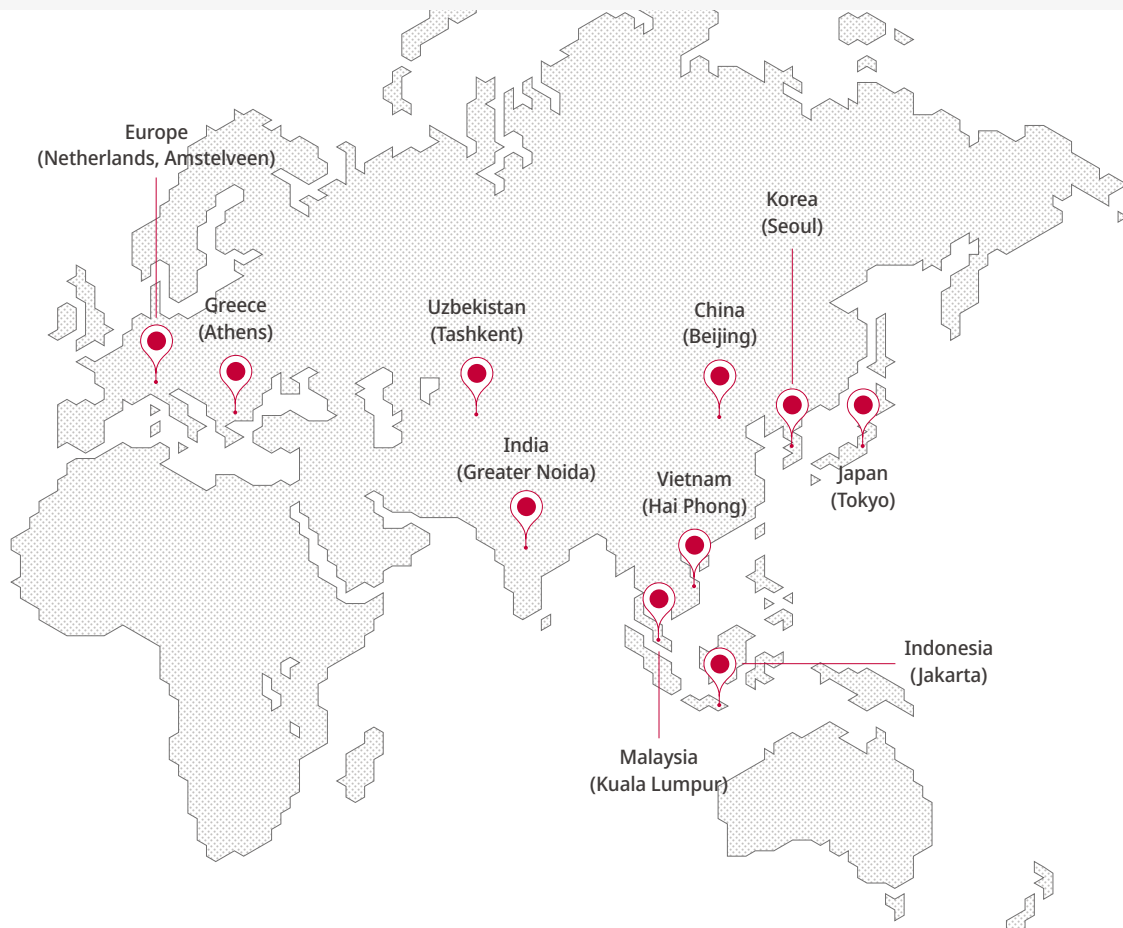 Europe
(Netherlands, Amstelveen)
Korea
(Seoul)
Greece
(Athens)
Uzbekistan
(Tashkent)
China
(Beijing)
India
(Greater Noida)
Vietnam
(Hai Phong)
Japan
(Tokyo)
Indonesia
(Jakarta)
Malaysia
(Kuala Lumpur)